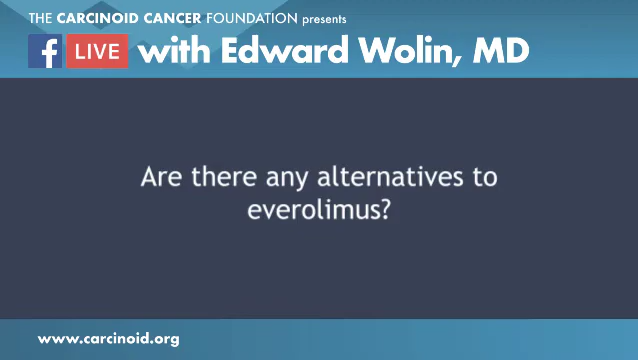 THE CARCINOID CANCER FOUNDATION presents
f LIVE with Edward Wolin, MD
Are there any alternatives to
everolimus?
www.carcinoid.org